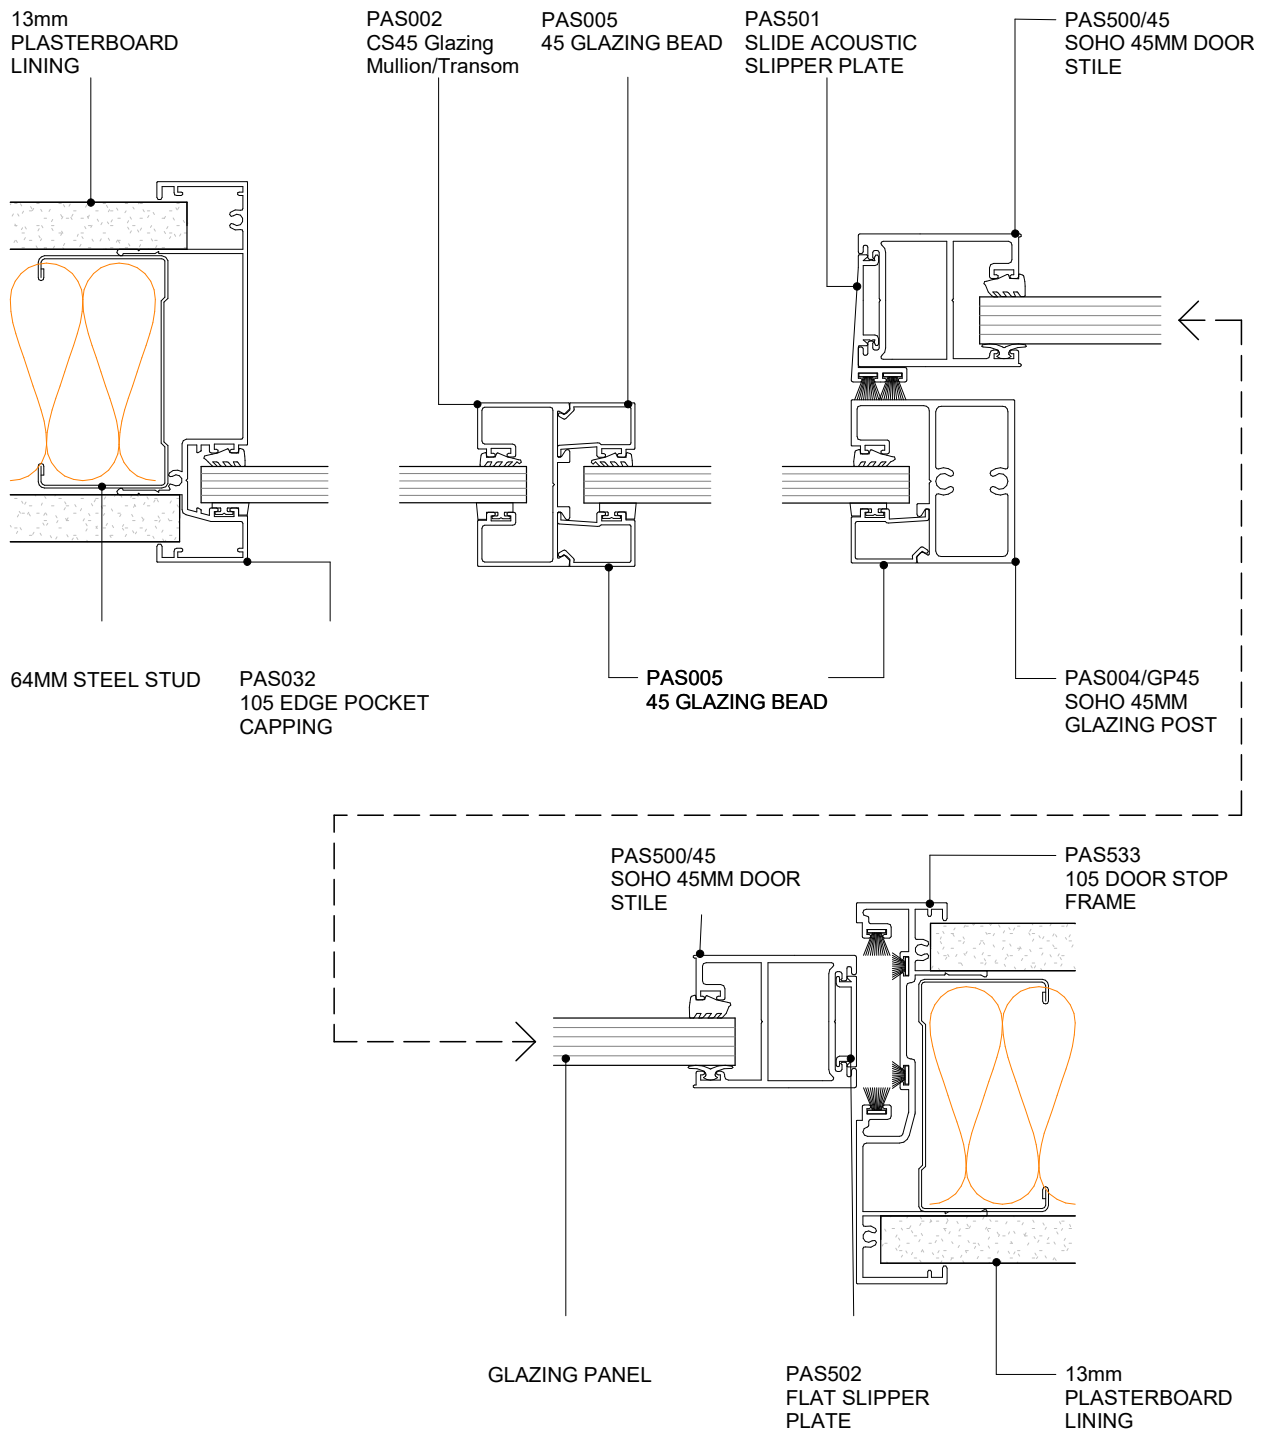 13mm
PLASTERBOARD
LINING
PAS002
CS45 Glazing
Mullion/Transom
PAS005
45 GLAZING BEAD
PAS501
SLIDE ACOUSTIC
SLIPPER PLATE
PAS500/45
SOHO 45MM DOOR
STILE
64MM STEEL STUD
PAS032
105 EDGE POCKET
CAPPING
PAS005
45 GLAZING BEAD
PAS004/GP45
SOHO 45MM
GLAZING POST
PAS500/45
SOHO 45MM DOOR
STILE
PAS533
105 DOOR STOP
FRAME
GLAZING PANEL
PAS502
FLAT SLIPPER
PLATE
13mm
PLASTERBOARD
LINING